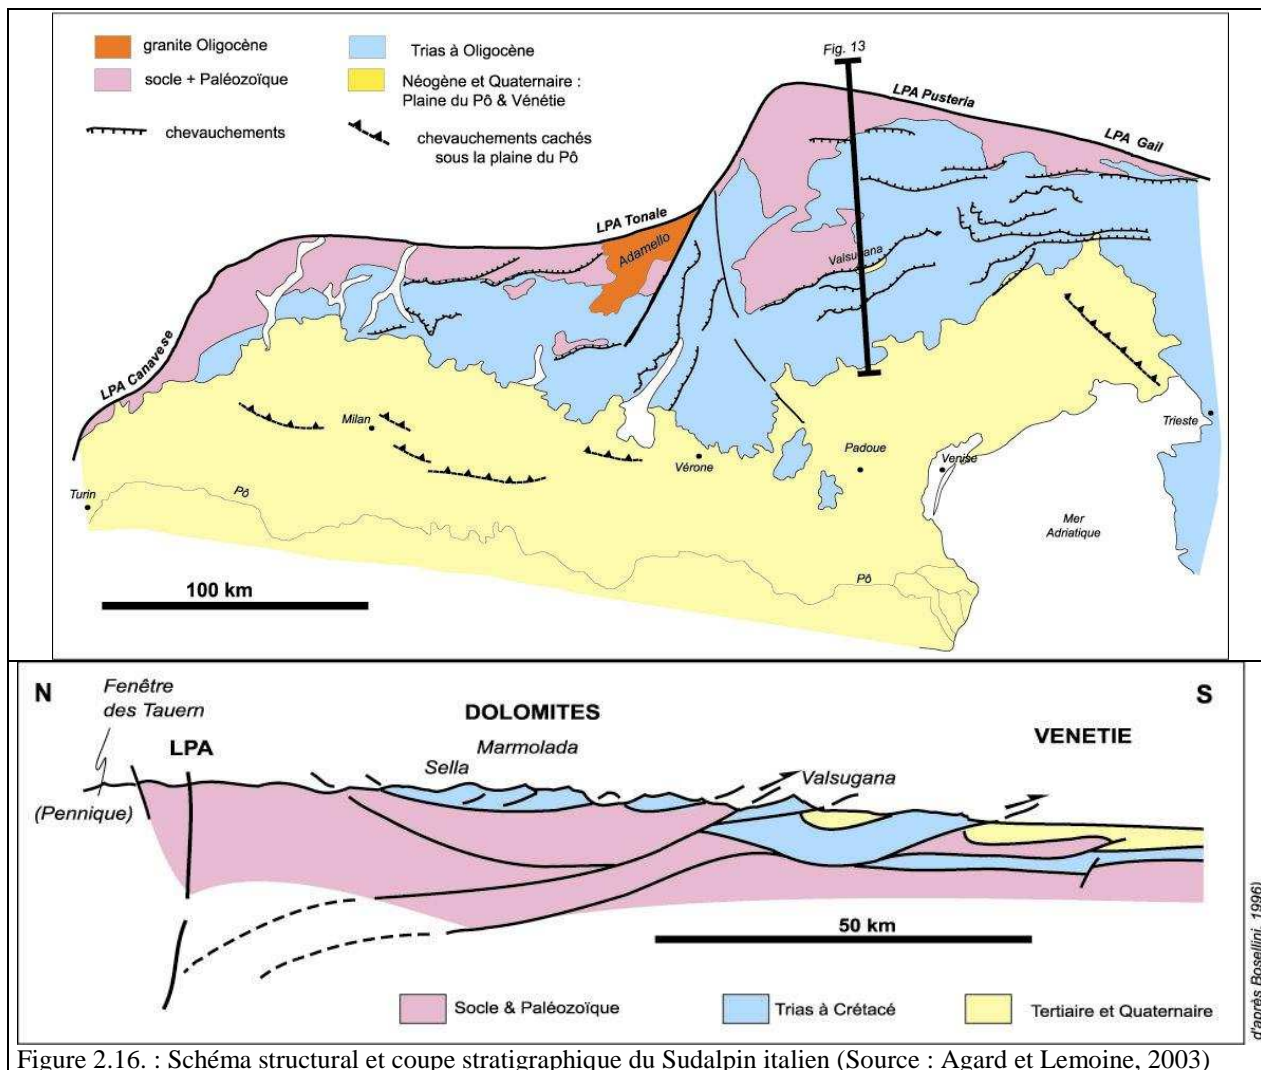 granite Oligocène
socle + Paléozoïque
chevauchements
Trias à Oligocène
Néogène et Quaternaire :
Plaine du Pô & Vénétie
chevauchements cachés
sous la plaine du Pô
Fig. 13
LPA Pusteria
LPA Gail
LPA Tonale
Adamello
Valsugana
LPA Canavese
Milan
Trieste
Vérone
Padoue
Venise
Turin
Pô
Mer
Adriatique
Pô
100 km
N
S
Fenêtre
des Tauern
DOLOMITES
VENETIE
LPA
Marmolada
Sella
Valsugana
(Pennique)
50 km
Socle & Paléozoïque
Trias à Crétacé
Tertiaire et Quaternaire
d'après Bosellini, 1996)
Figure 2.16. : Schéma structural et coupe stratigraphique du Sudalpin italien (Source : Agard et Lemoine, 2003)